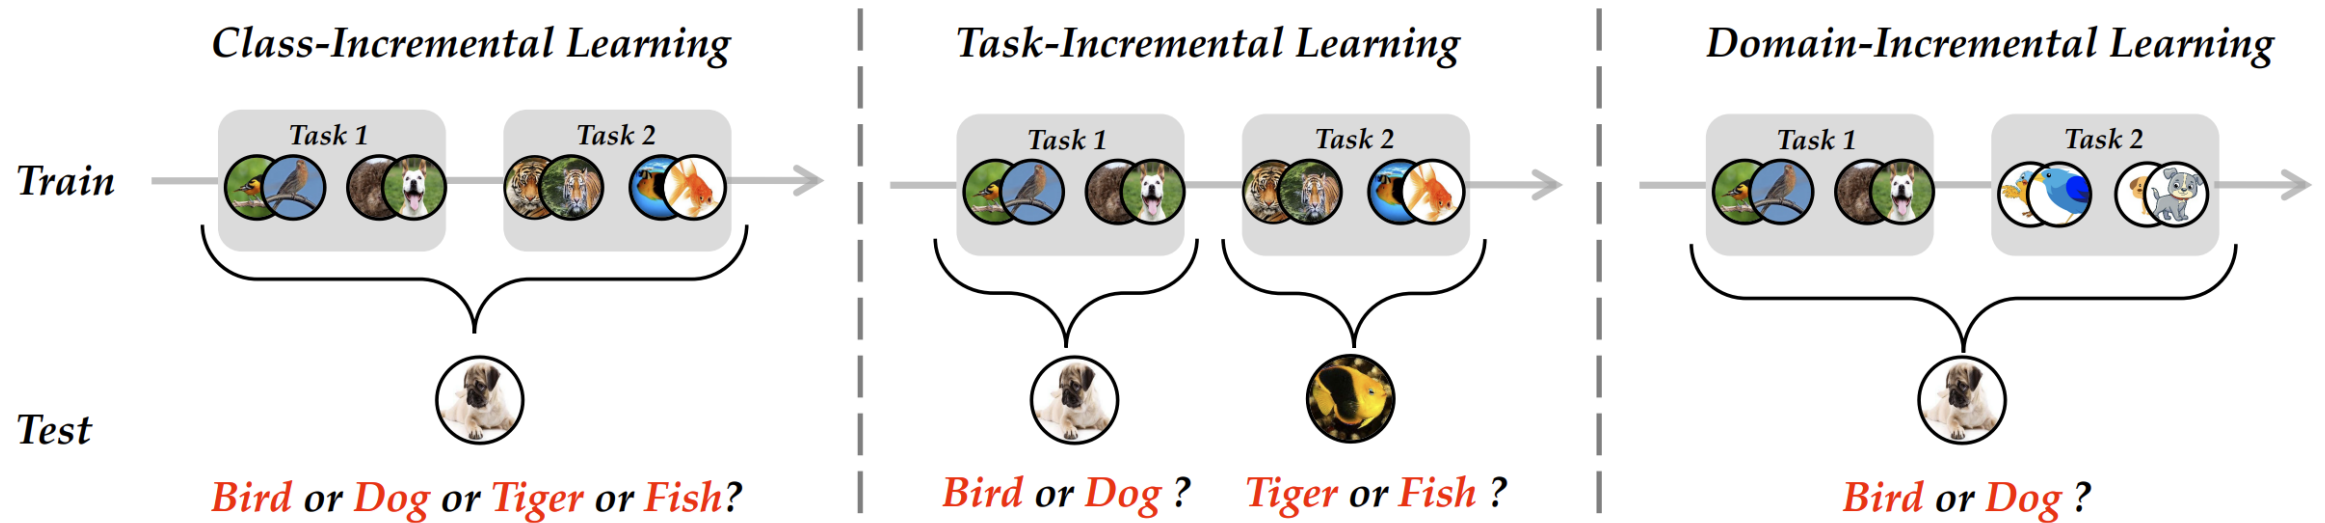 Class-Incremental Learning
Task-Incremental Learning
Domain-Incremental Learning
Train
Task 1
Task 2
Task 1
Task 2
Task 1
Task 2
Test
Bird or Dog or Tiger or Fish?
Bird or Dog ?
Tiger or Fish ?
Bird or Dog ?